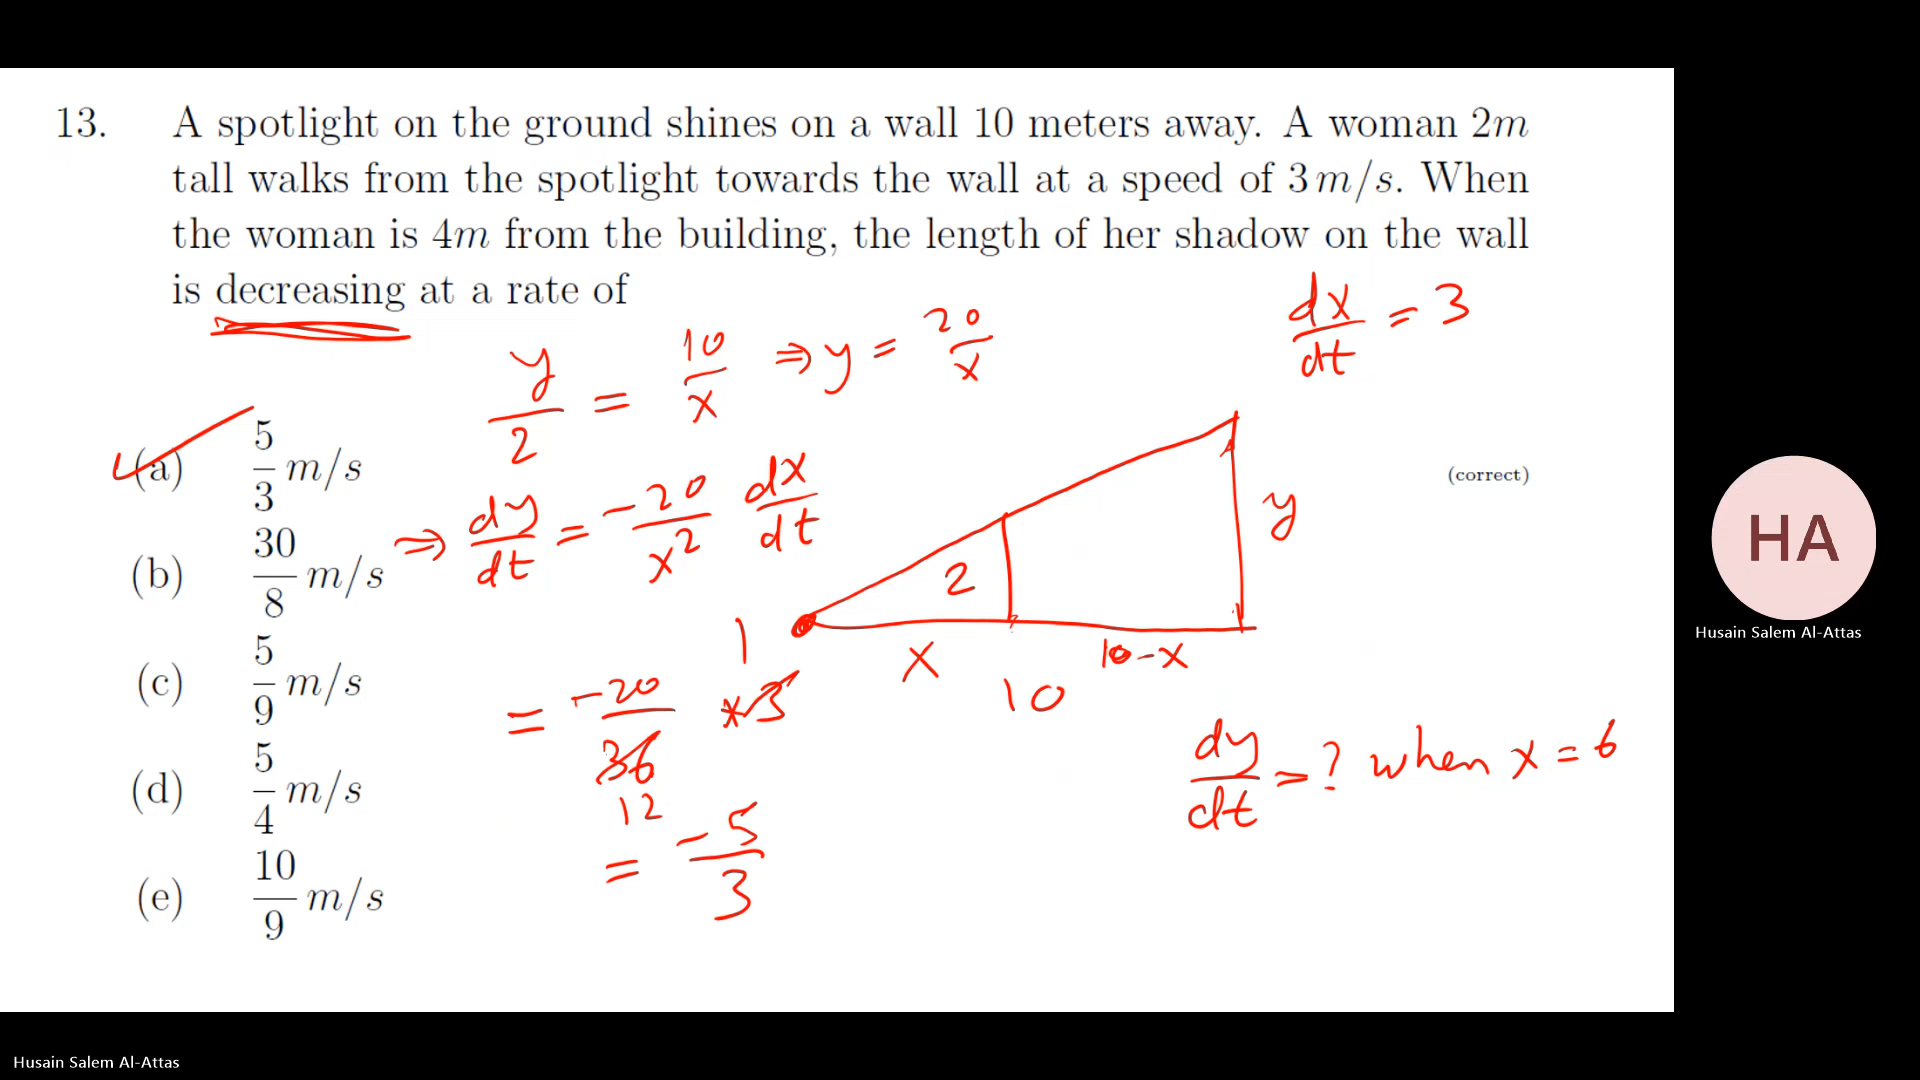 13. A spotlight on the ground shines on a wall 10 meters away. A woman 2m
tall walks from the spotlight towards the wall at a speed of 3 m/s. When
the woman is 4m from the building, the length of her shadow on the wall
is decreasing at a rate of
dx/dt = 3
y/2 = 10/x ⇒ y = 20/x
(a) 5/3 m/s
(correct)
⇒ dy/dt = -20/x² dx/dt
(b) 30/8 m/s
2
y
x
10-x
10
(c) 5/9 m/s
= -20/36 * 3
1
12
dy/dt = ? when x = 6
(d) 5/4 m/s
= -5/3
(e) 10/9 m/s
HA
Husain Salem Al-Attas
Husain Salem Al-Attas